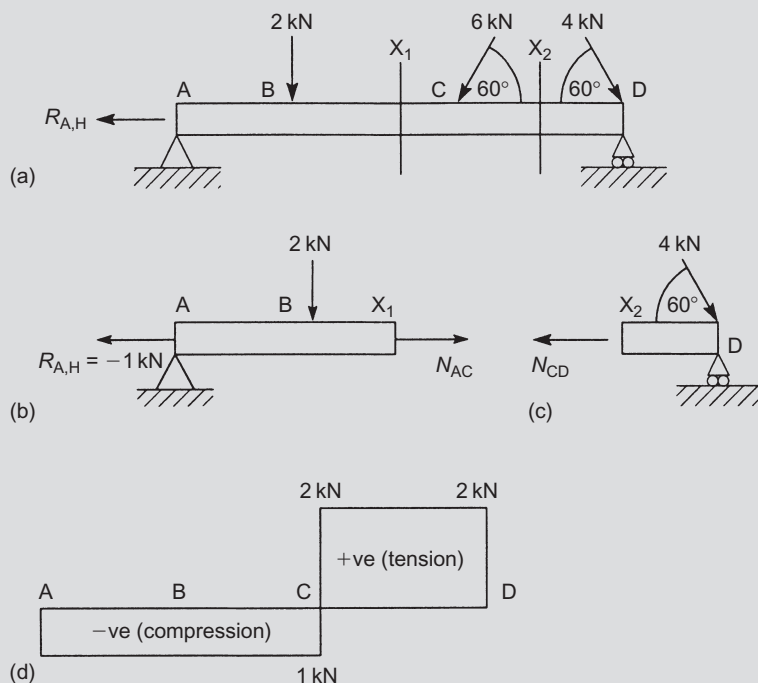 2 kN
6 kN
4 kN
X1
X2
A
B
C
60°
60°
D
RA,H
(a)
2 kN
4 kN
A
B
X1
X2
60°
D
RA,H = −1 kN
NAC
NCD
(b)
(c)
2 kN
2 kN
+ve (tension)
A
B
C
D
−ve (compression)
(d)
1 kN